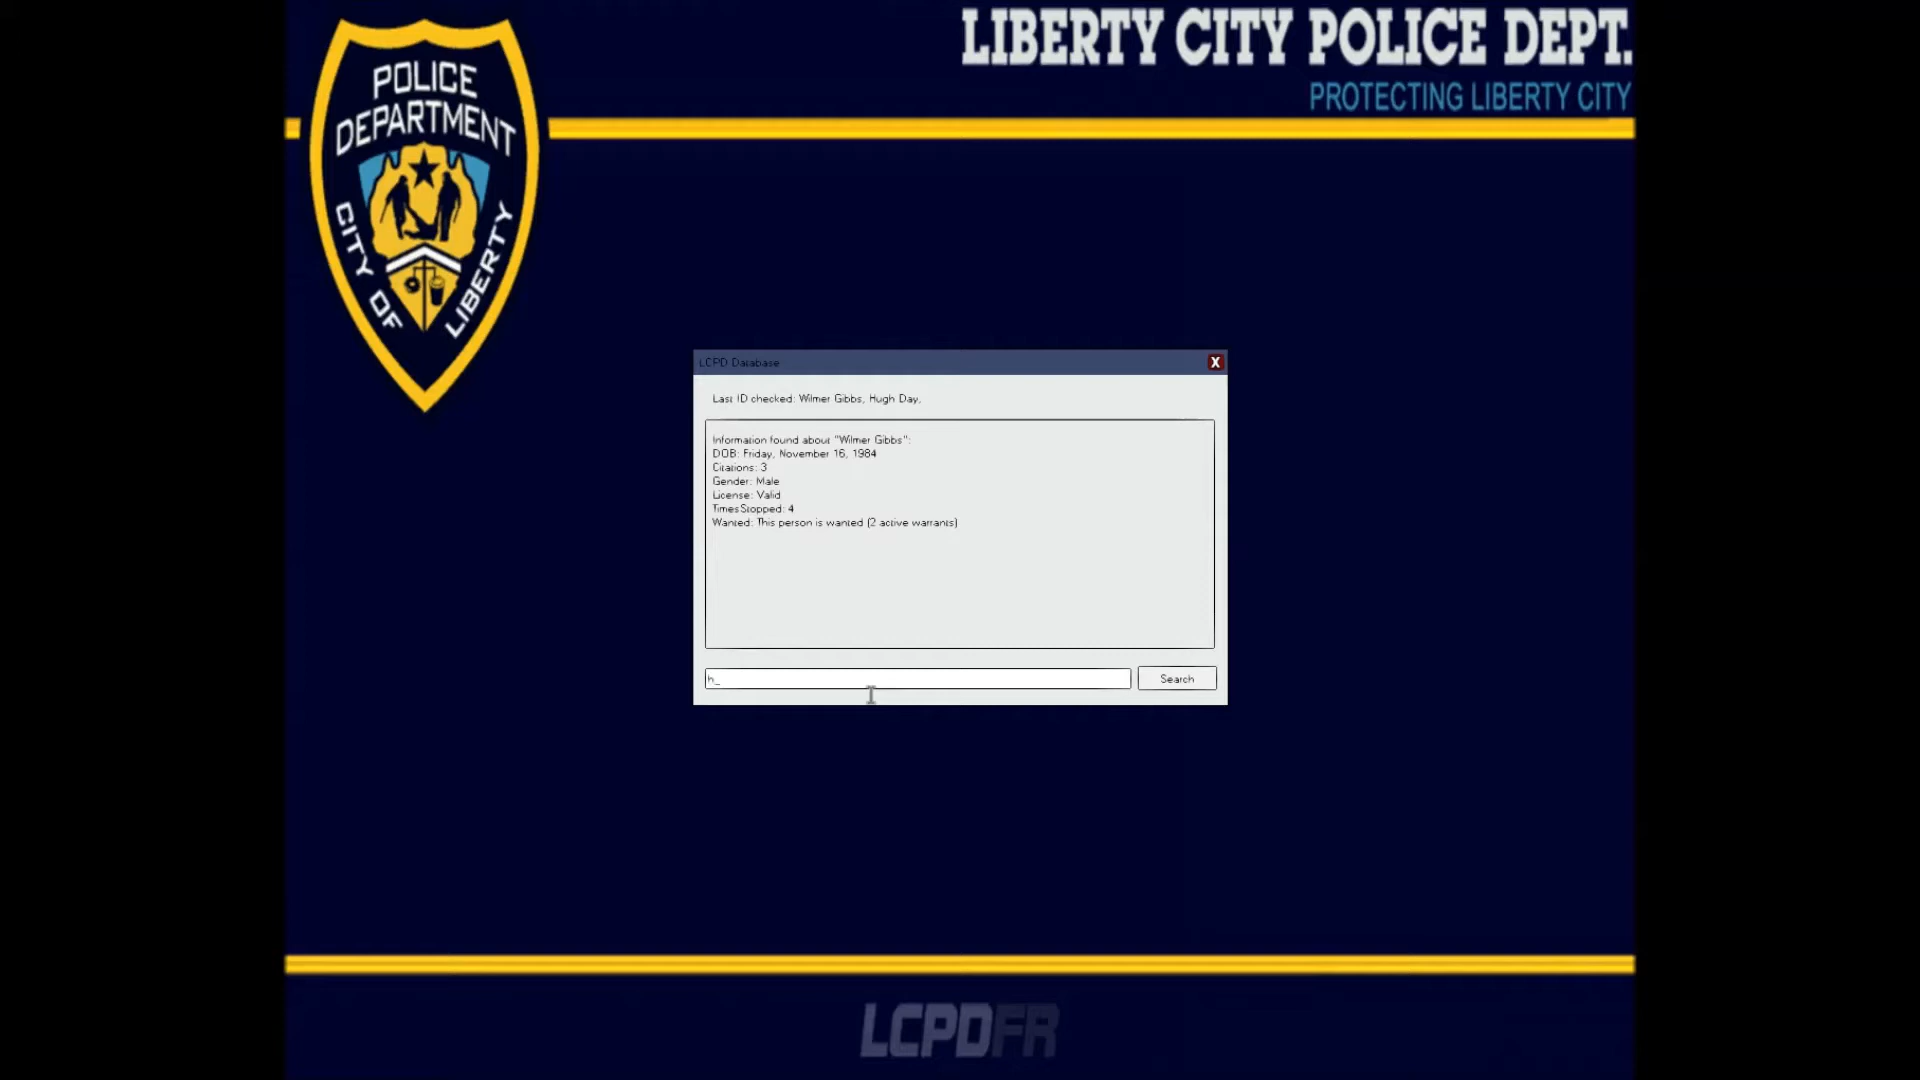 LIBERTY CITY POLICE DEPT.
PROTECTING LIBERTY CITY
POLICE
DEPARTMENT
CITY OF
LIBERTY
LCPD Database
X
Last ID checked: Wilmer Gibbs, Hugh Day,
Information found about "Wilmer Gibbs":
DOB: Friday, November 16, 1984
Citations: 3
Gender: Male
License: Valid
TimesStopped: 4
Wanted: This person is wanted (2 active warrants)
h_
Search
LCPDFR